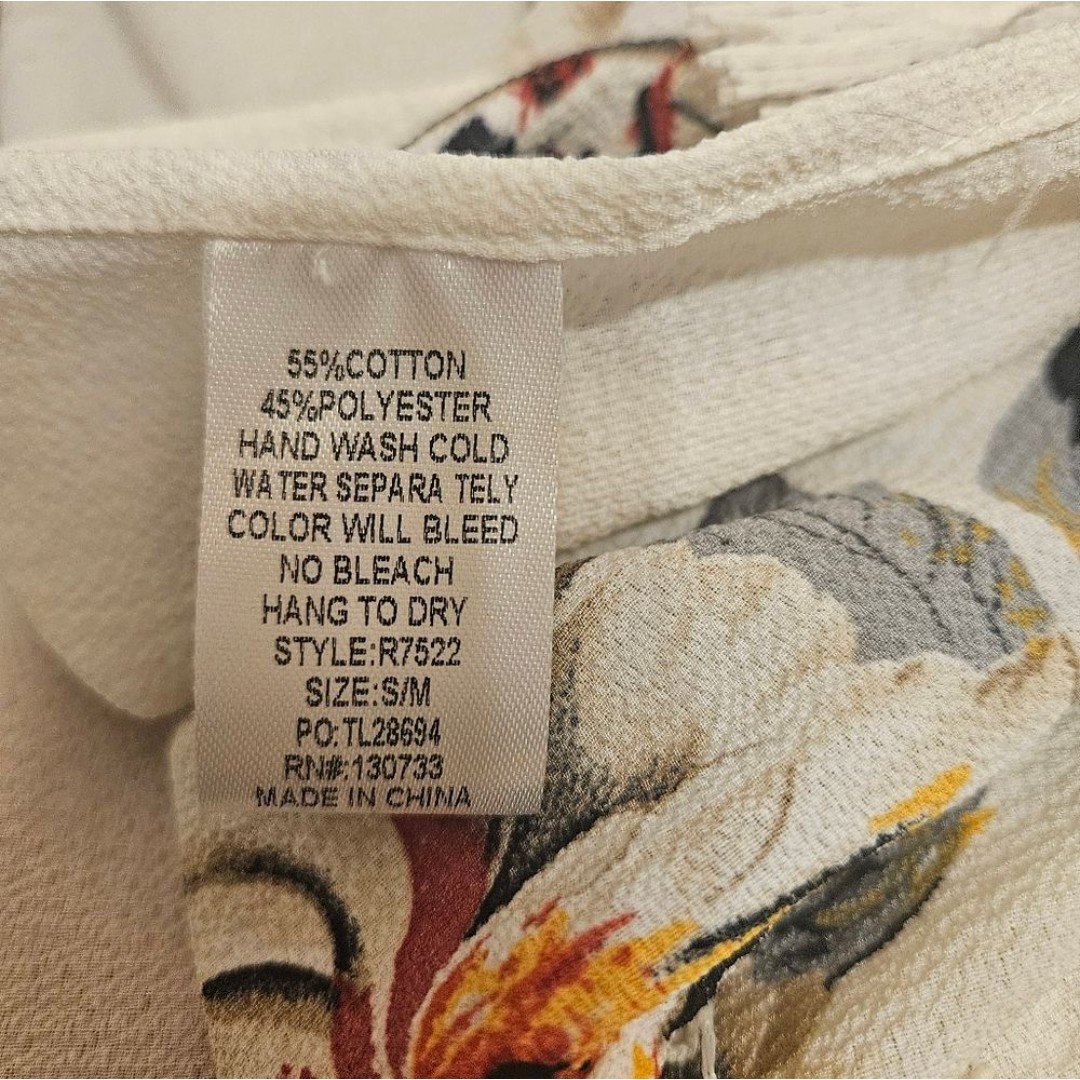 55%COTTON
45%POLYESTER
HAND WASH COLD
WATER SEPARA TELY
COLOR WILL BLEED
NO BLEACH
HANG TO DRY
STYLE:R7522
SIZE:S/M
PO:TL28694
RN#:130733
MADE IN CHINA